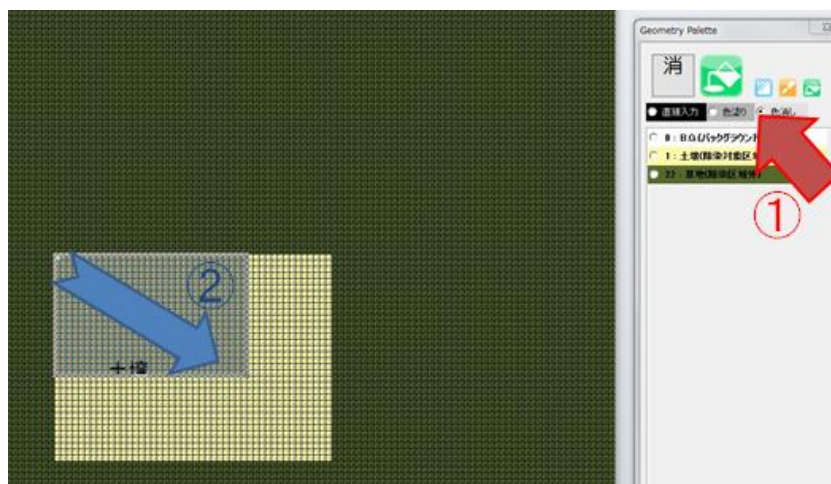 Geometry Palette
消
直接入力 色塗り 色消し
0 : B.G.(バックグラウンド
1 : 土壌(除染対象区域
22 : 草地(除染区域外)
①
②
土壌